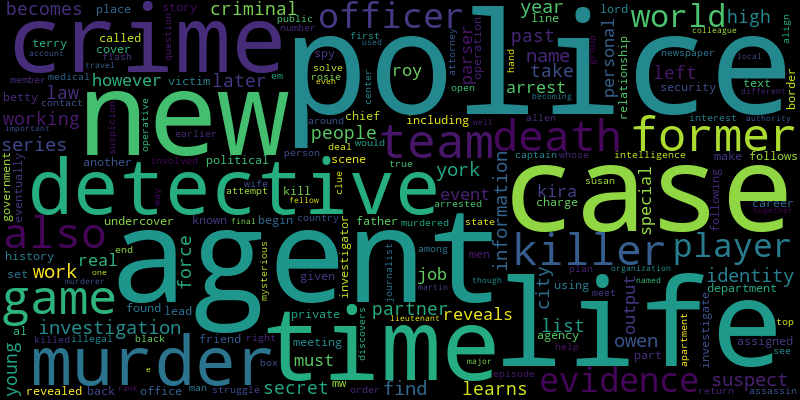 becomes place story criminal officer year world high
crime called questions public number spy first used attorney line lord colleague
terry cover flash travel account police parser operation past name newspaper local align
member medical however victim later em rosie even solve roy center hand take personal relationship left text different border
betty law contact new around chief open arrest security interest authority
working operative suspicion people including team death allen becoming group former
important series earlier deal would scene well captain whose intelligence make follows
another involved political person true york information case
government eventually detective attempt wife kill clue fellow arrested event kira susan charge special following career together
undercover known final begin country father murdered state
also force mysterious agent investigator among men killer player
history end real given journalist job plan organization named identity
set work one using city output department
murderer found lead private partner meet list investigate
game investigation meeting lieutenant reveals agency assigned top
al killed illegal black friend right must discovers martin though help owen part apartment see
young murder e box time major life
revealed back rank office man struggle secret mw order find learns episode evidence suspect return assassin
way